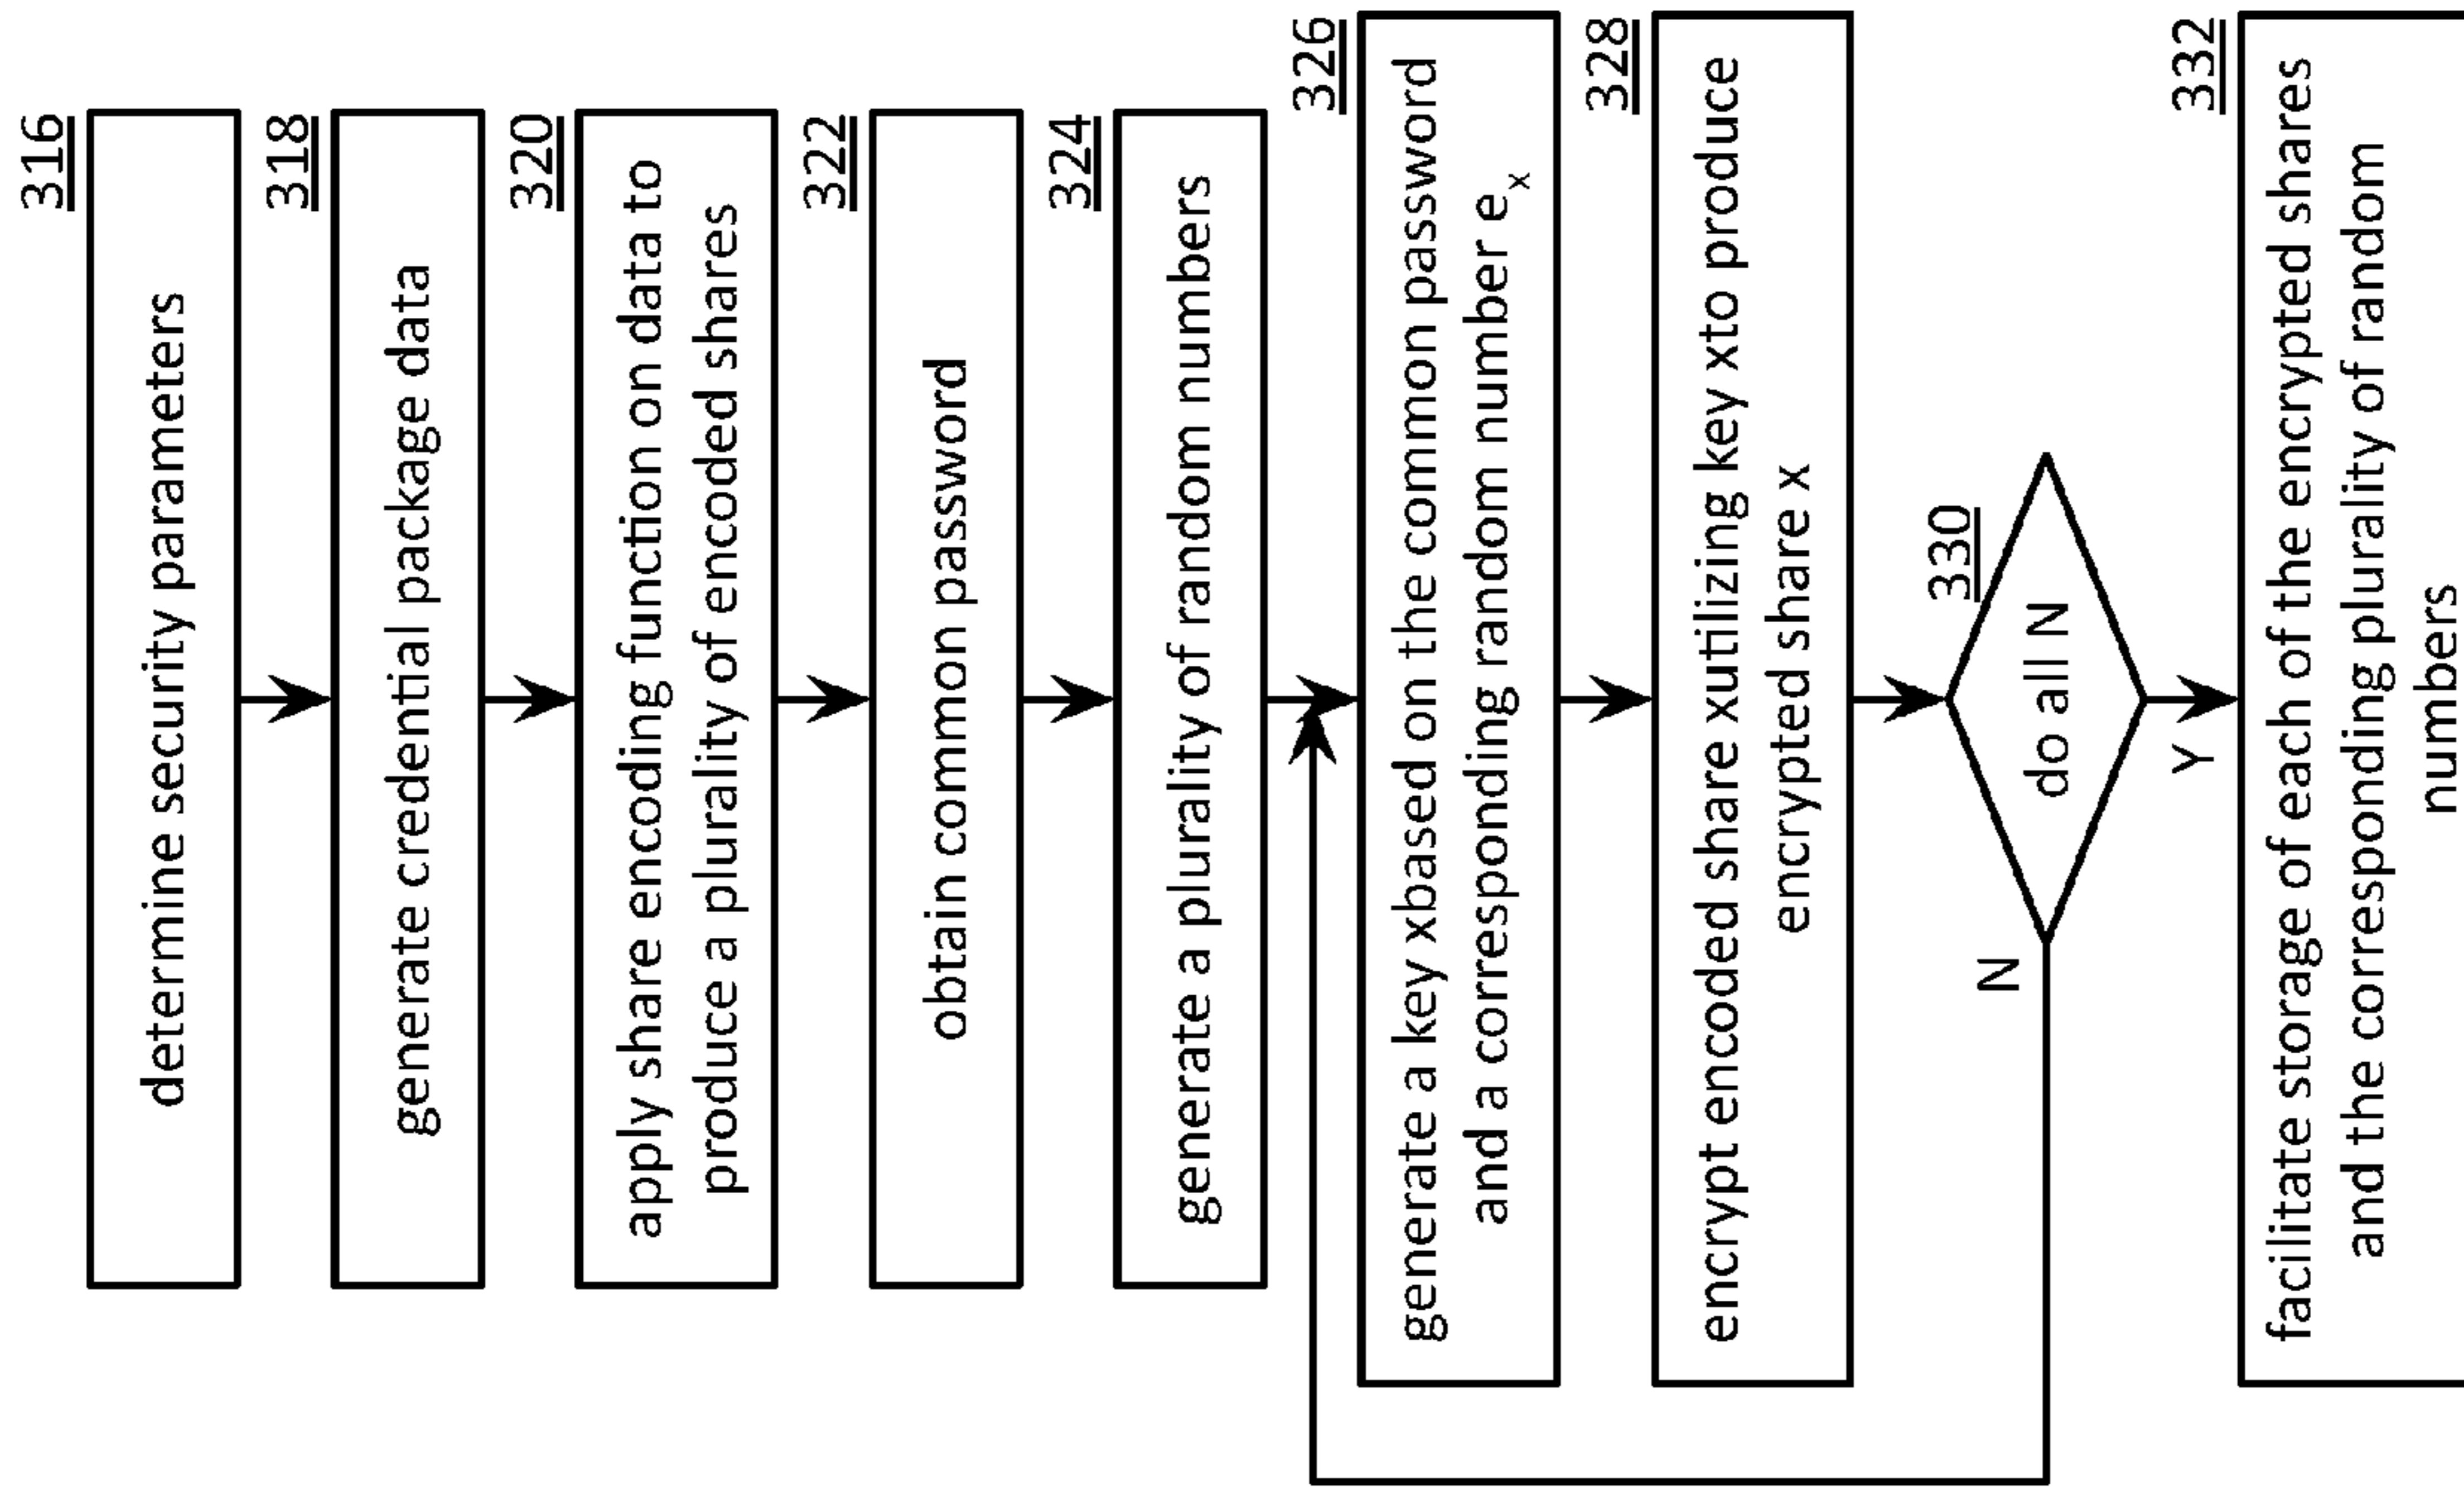 316
determine security parameters
318
generate credential package data
320
apply share encoding function on data to
produce a plurality of encoded shares
322
obtain common password
324
generate a plurality of random numbers
326
generate a key xbased on the common password
and a corresponding random number eₓ
328
encrypt encoded share xutilizing key xto produce
encrypted share x
330
do all N
N
Y
332
facilitate storage of each of the encrypted shares
and the corresponding plurality of random
numbers